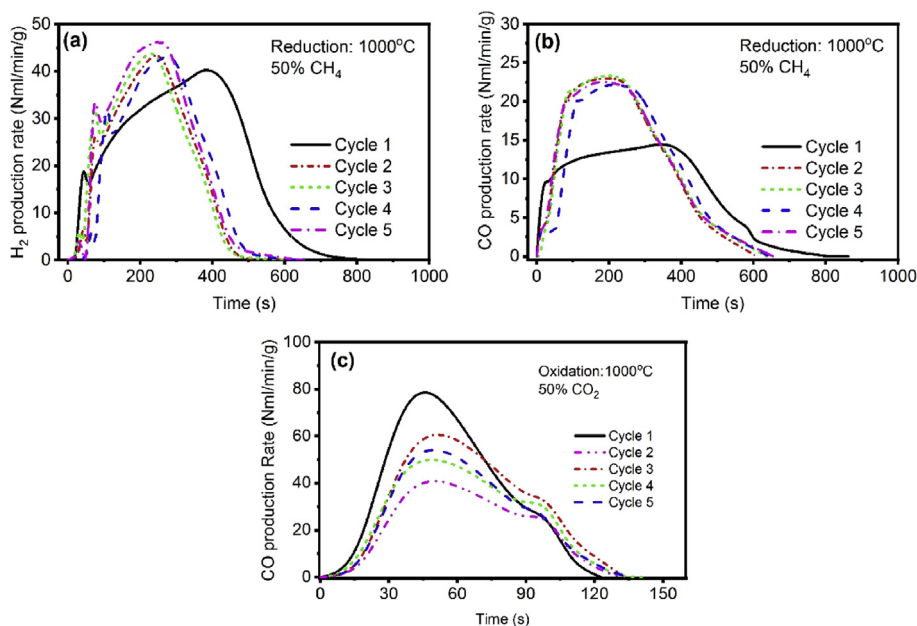 (a)
Reduction: 1000°C
50% CH₄
Cycle 1
Cycle 2
Cycle 3
Cycle 4
Cycle 5
H₂ production rate (Nml/min/g)
50
40
30
20
10
0
0 200 400 600 800 1000
Time (s)
(b)
Reduction: 1000°C
50% CH₄
Cycle 1
Cycle 2
Cycle 3
Cycle 4
Cycle 5
CO production rate (Nml/min/g)
30
25
20
15
10
5
0
0 200 400 600 800 1000
Time (s)
(c)
Oxidation:1000°C
50% CO₂
Cycle 1
Cycle 2
Cycle 3
Cycle 4
Cycle 5
CO production Rate (Nml/min/g)
100
80
60
40
20
0
0 30 60 90 120 150
Time (s)